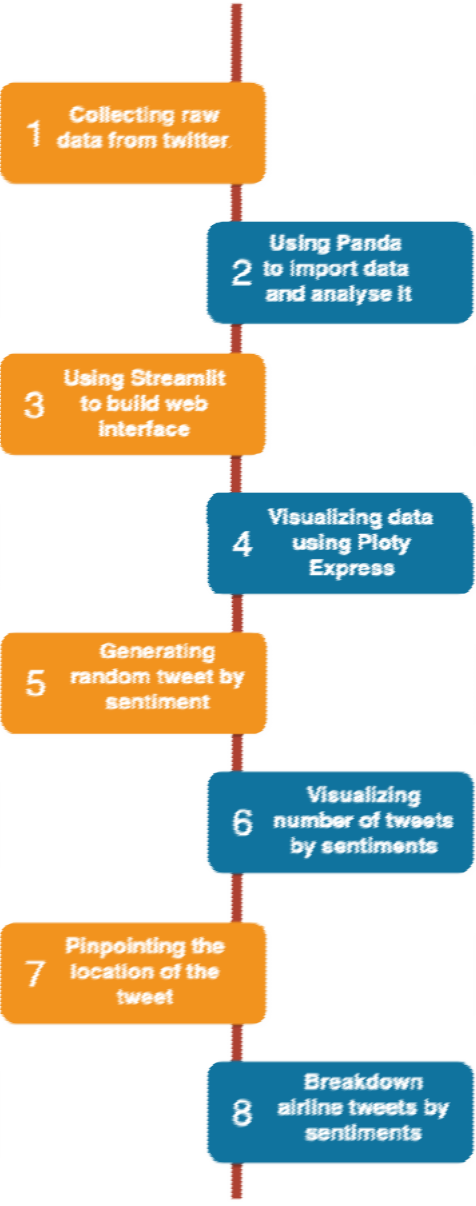 1
Collecting raw
data from twitter
2
Using Panda
to import data
and analyse it
3
Using Streamlit
to build web
interface
4
Visualizing data
using Ploty
Express
5
Generating
random tweet by
sentiment
6
Visualizing
number of tweets
by sentiments
7
Pinpointing the
location of the
tweet
8
Breakdown
airline tweets by
sentiments